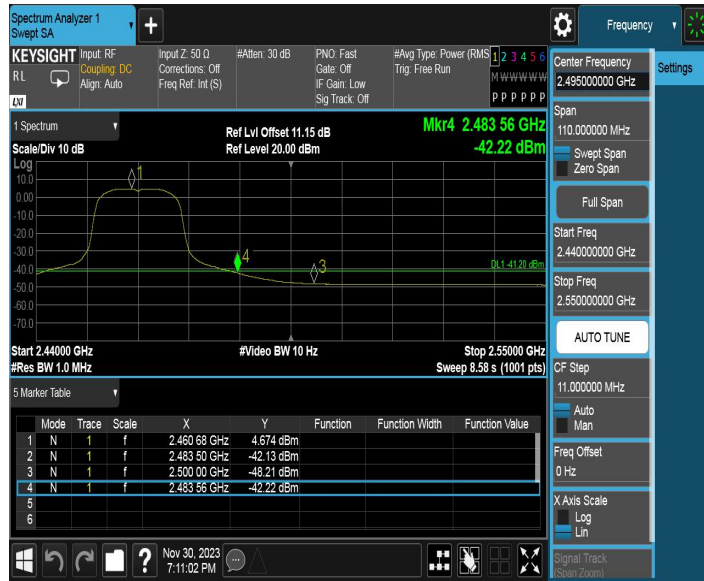 Spectrum Analyzer 1
Swept SA
+
Frequency
KEYSIGHT
RL
LXI
Input: RF
Coupling: DC
Align: Auto
Input Z: 50 Ω
Corrections: Off
Freq Ref: Int (S)
#Atten: 30 dB
PNO: Fast
Gate: Off
IF Gain: Low
Sig Track: Off
#Avg Type: Power (RMS
Trig: Free Run
1 2 3 4 5 6
M W W W W W
P P P P P P
Center Frequency
2.495000000 GHz
Settings
1 Spectrum
Scale/Div 10 dB
Ref Lvl Offset 11.15 dB
Ref Level 20.00 dBm
Mkr4 2.483 56 GHz
-42.22 dBm
Log
10.0
0.00
-10.0
-20.0
-30.0
-40.0
-50.0
-60.0
-70.0
1
4
3
DL1 -41.20 dBm
Start 2.44000 GHz
#Res BW 1.0 MHz
#Video BW 10 Hz
Stop 2.55000 GHz
Sweep 8.58 s (1001 pts)
Span
110.000000 MHz
Swept Span
Zero Span
Full Span
Start Freq
2.440000000 GHz
Stop Freq
2.550000000 GHz
AUTO TUNE
CF Step
11.000000 MHz
Auto
Man
Freq Offset
0 Hz
X Axis Scale
Log
Lin
Signal Track
(Span Zoom)
5 Marker Table
Mode Trace Scale X Y Function Function Width Function Value
1 N 1 f 2.460 68 GHz 4.674 dBm
2 N 1 f 2.483 50 GHz -42.13 dBm
3 N 1 f 2.500 00 GHz -48.21 dBm
4 N 1 f 2.483 56 GHz -42.22 dBm
5
6
?
Nov 30, 2023
7:11:02 PM